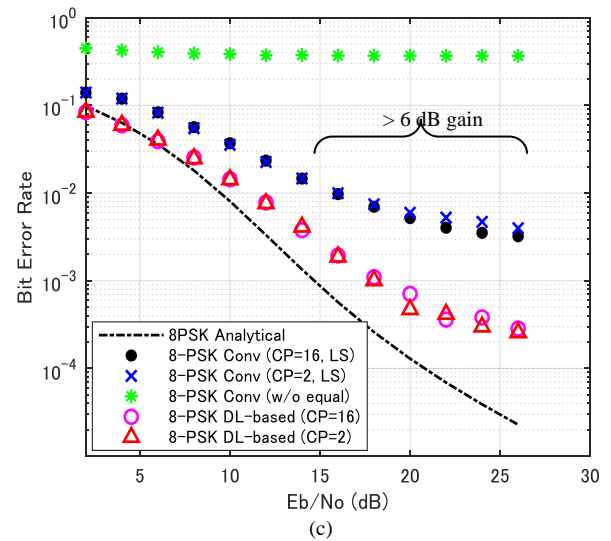 10^0
10^-1
10^-2
10^-3
10^-4
Bit Error Rate
> 6 dB gain
8PSK Analytical
8-PSK Conv (CP=16, LS)
8-PSK Conv (CP=2, LS)
8-PSK Conv (w/o equal)
8-PSK DL-based (CP=16)
8-PSK DL-based (CP=2)
5 10 15 20 25 30
Eb/No (dB)
(c)